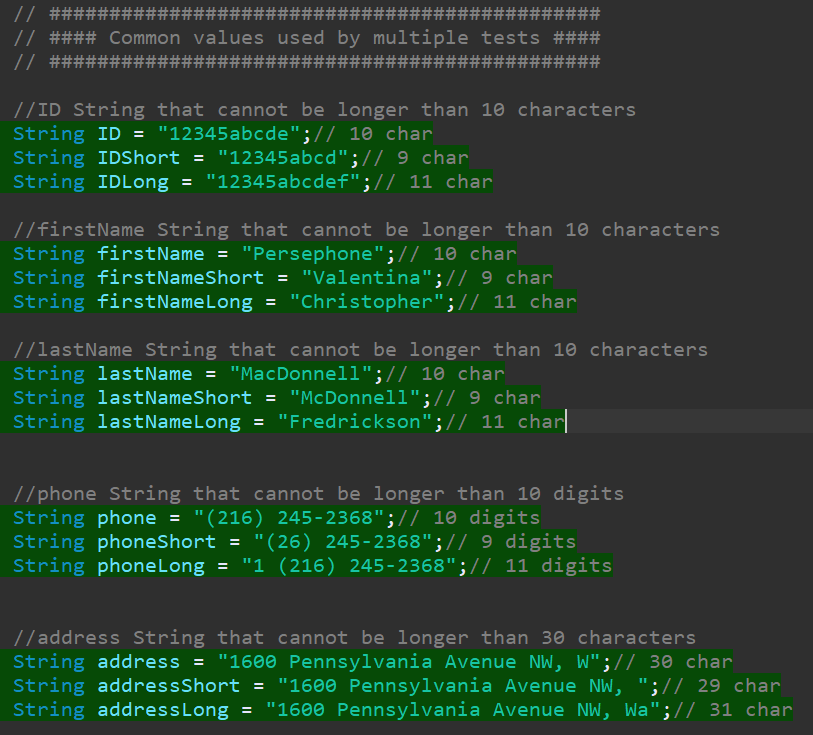 // ##############################################
// #### Common values used by multiple tests ####
// ##############################################
//ID String that cannot be longer than 10 characters
String ID = "12345abcde";// 10 char
String IDShort = "12345abcd";// 9 char
String IDLong = "12345abcdef";// 11 char
//firstName String that cannot be longer than 10 characters
String firstName = "Persephone";// 10 char
String firstNameShort = "Valentina";// 9 char
String firstNameLong = "Christopher";// 11 char
//lastName String that cannot be longer than 10 characters
String lastName = "MacDonnell";// 10 char
String lastNameShort = "McDonnell";// 9 char
String lastNameLong = "Fredrickson";// 11 char
//phone String that cannot be longer than 10 digits
String phone = "(216) 245-2368";// 10 digits
String phoneShort = "(26) 245-2368";// 9 digits
String phoneLong = "1 (216) 245-2368";// 11 digits
//address String that cannot be longer than 30 characters
String address = "1600 Pennsylvania Avenue NW, W";// 30 char
String addressShort = "1600 Pennsylvania Avenue NW, ";// 29 char
String addressLong = "1600 Pennsylvania Avenue NW, Wa";// 31 char